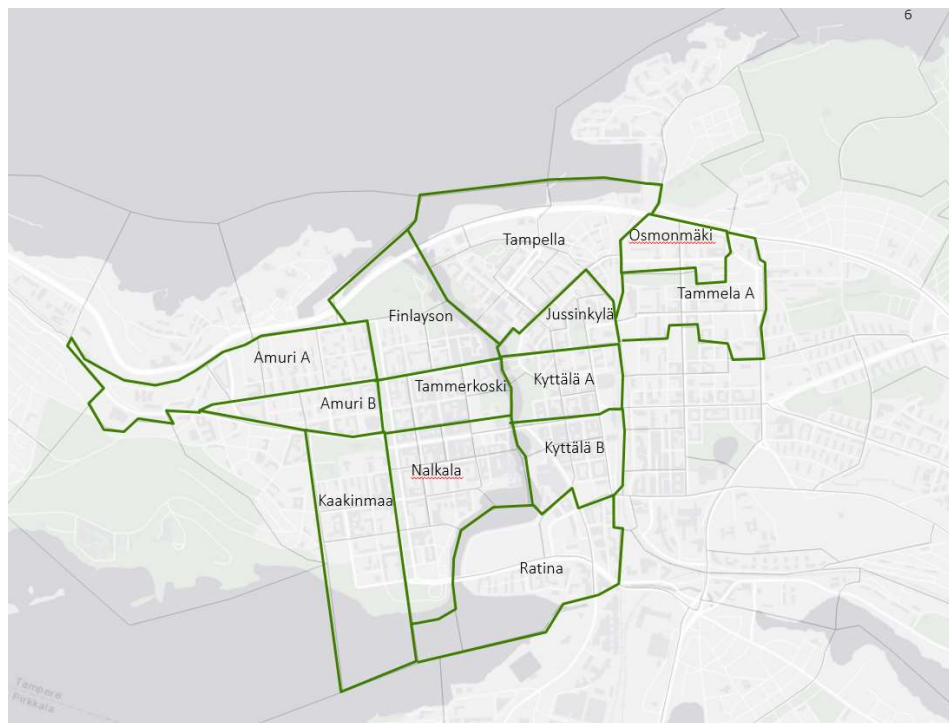 6
Tampella
Osmonmäki
Tammela A
Jussinkylä
Finlayson
Amuri A
Tammerkoski
Kyttälä A
Amuri B
Kyttälä B
Nalkala
Kaakinmaa
Ratina
Tampere
Pirkkala